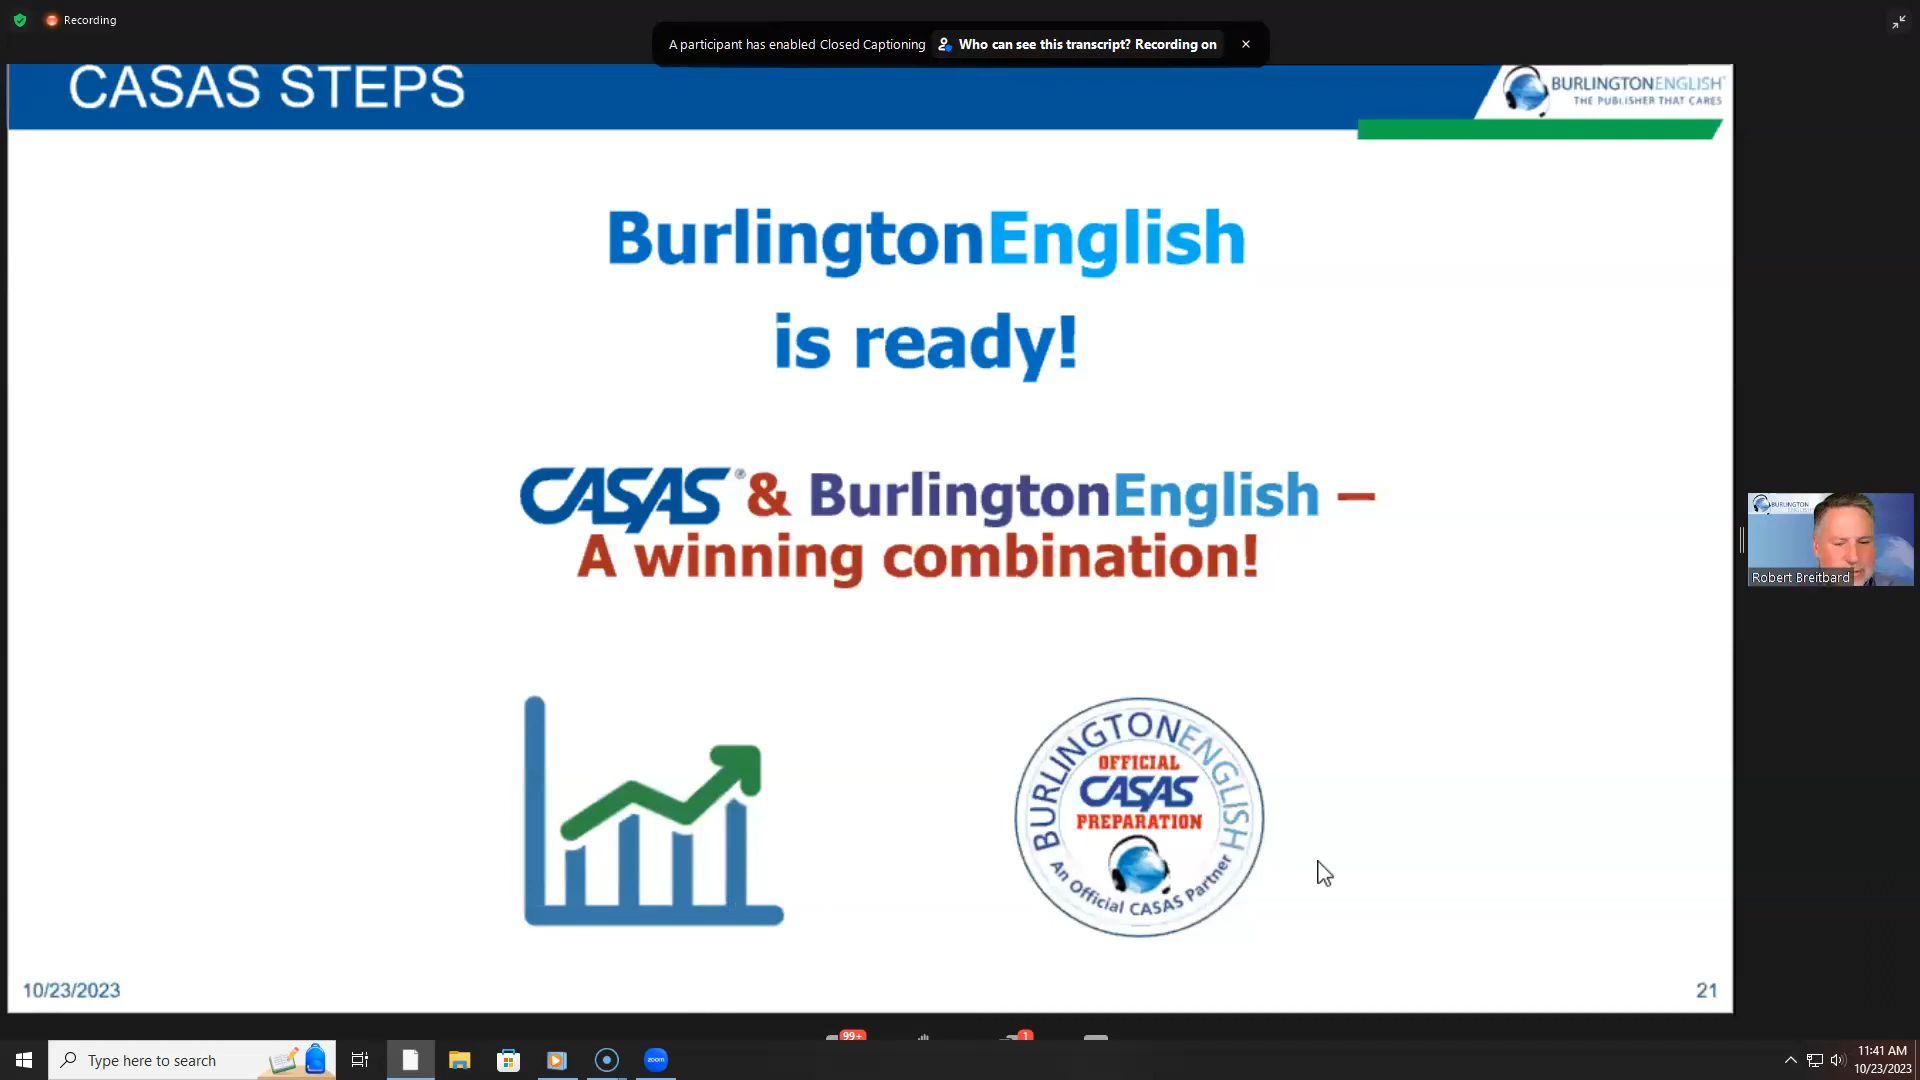 Recording
A participant has enabled Closed Captioning Who can see this transcript? Recording on
CASAS STEPS
BURLINGTONENGLISH
THE PUBLISHER THAT CARES
BurlingtonEnglish
is ready!
CASAS® & BurlingtonEnglish –
A winning combination!
BURLINGTON
Robert Breitbard
BURLINGTONENGLISH
OFFICIAL
CASAS
PREPARATION
An Official CASAS Partner
10/23/2023
21
99+
1
Type here to search
zoom
11:41 AM
10/23/2023